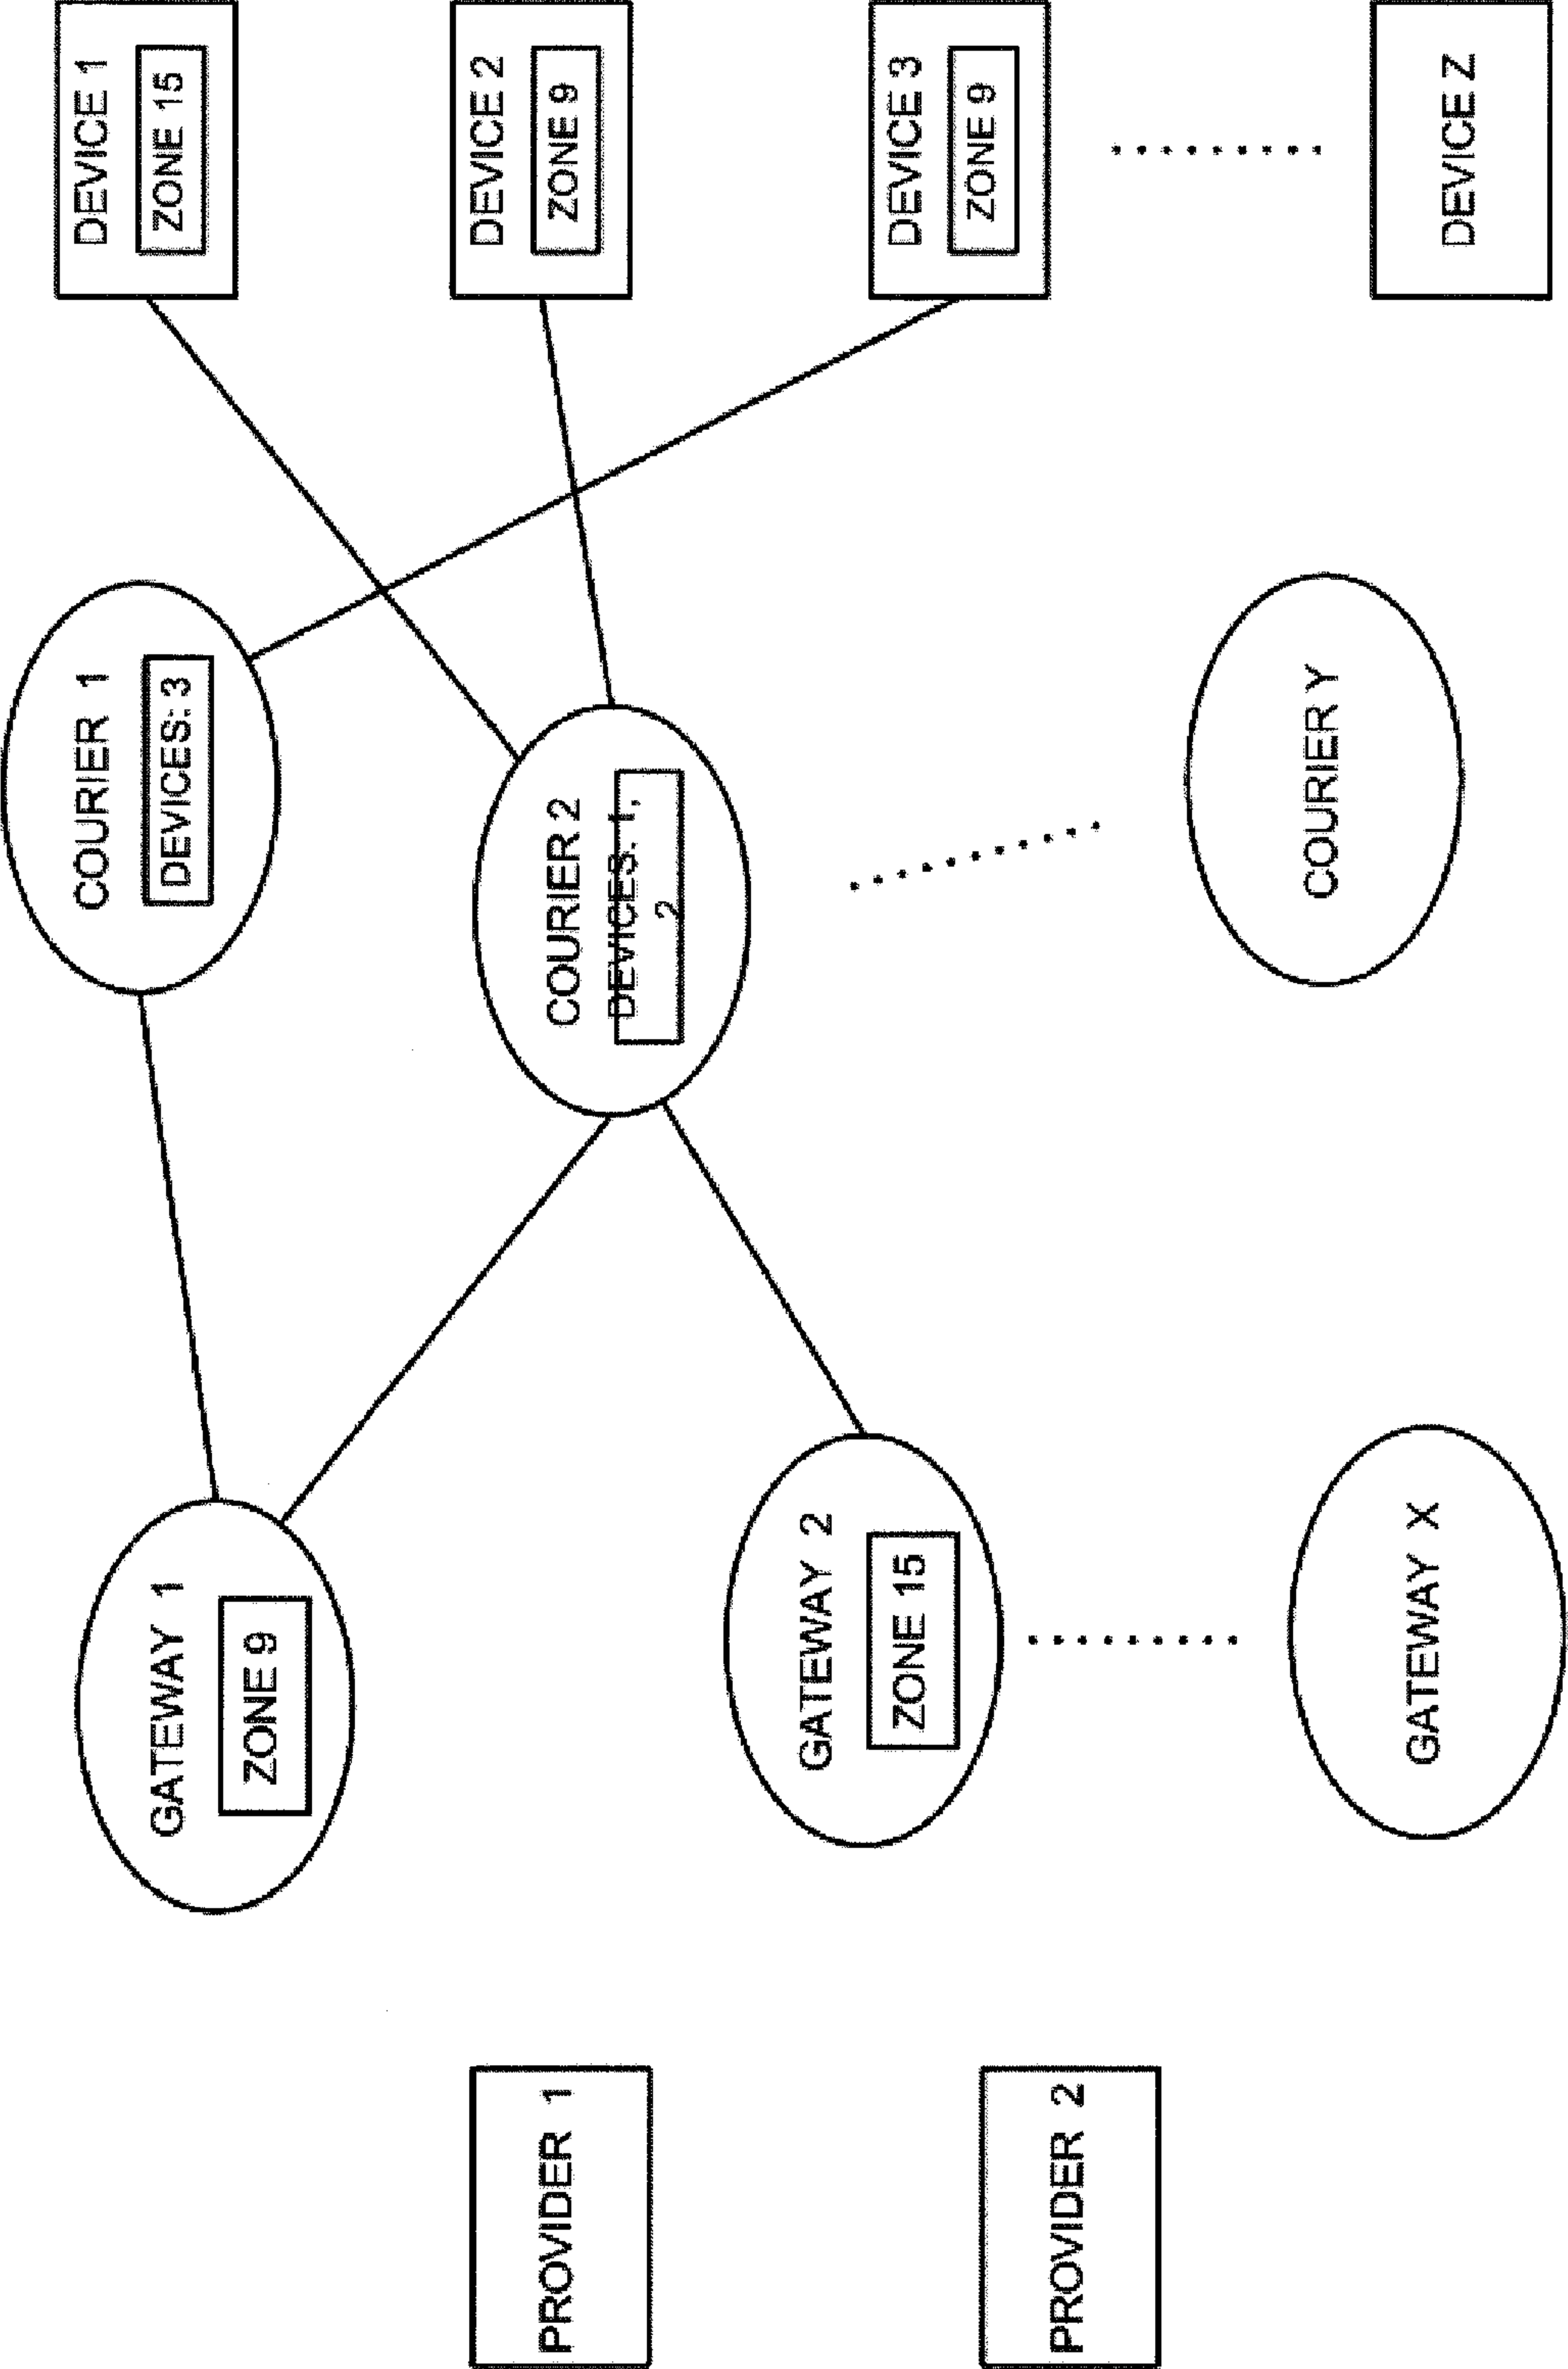 PROVIDER 1
PROVIDER 2
GATEWAY 1
ZONE 9
GATEWAY 2
ZONE 15
GATEWAY X
COURIER 1
DEVICES: 3
COURIER 2
DEVICES: 1,
2
COURIER Y
DEVICE 1
ZONE 15
DEVICE 2
ZONE 9
DEVICE 3
ZONE 9
DEVICE Z